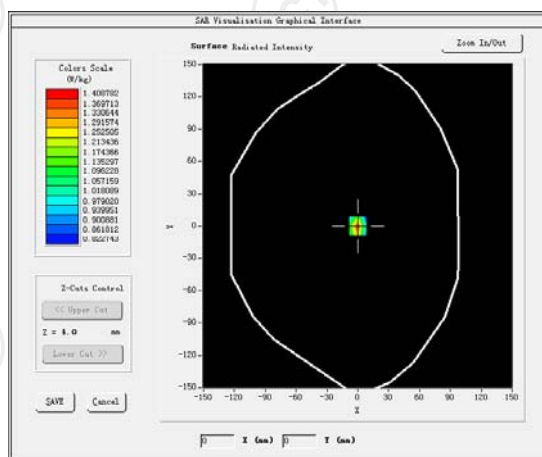 SAR Visualisation Graphical Interface
Surface Radiated Intensity
Zoom In/Out
Colors Scale
(W/kg)
1.408782
1.369713
1.330644
1.291574
1.252505
1.213436
1.174366
1.135297
1.096228
1.057159
1.018089
0.979020
0.939951
0.900881
0.861812
0.822743
150
120
90
60
30
0
-30
-60
-90
-120
-150
Y
-150 -120 -90 -60 -30 0 30 60 90 120 150
X
Z-Cuts Control
<< Upper Cut
Z = 4.0 mm
Lower Cut >>
SAVE
Cancel
0 X (mm) 0 Y (mm)